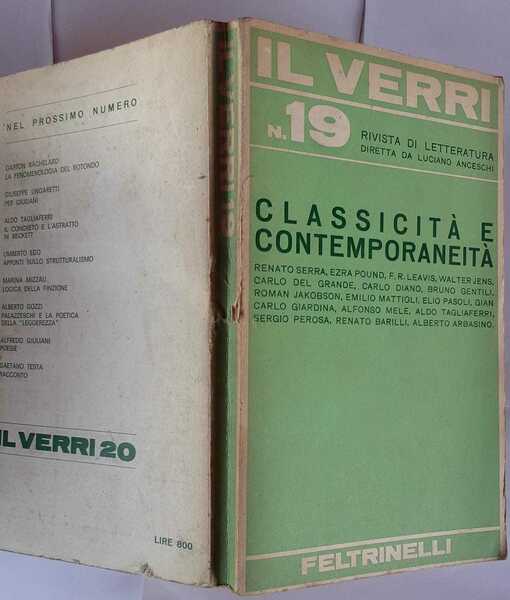 NEL PROSSIMO NUMERO
GASTON BACHELARD
LA FENOMENOLOGIA DEL ROTONDO
GIUSEPPE UNGARETTI
PER GIULIANI
ALDO TAGLIAFERRI
IL CONCRETO E L'ASTRATTO
IN BECKETT
UMBERTO ECO
APPUNTI SULLO STRUTTURALISMO
MARINA MIZZAU
LOGICA DELLA FINZIONE
ALBERTO GOZZI
PALAZZESCHI E LA POETICA
DELLA "LEGGEREZZA"
ALFREDO GIULIANI
POESIE
GAETANO TESTA
RACCONTO
IL VERRI 20
LIRE 800
IL VERRI 19
IL VERRI
N. 19
RIVISTA DI LETTERATURA
DIRETTA DA LUCIANO ANCESCHI
CLASSICITÀ E
CONTEMPORANEITÀ
RENATO SERRA, EZRA POUND, F. R. LEAVIS, WALTER JENS,
CARLO DEL GRANDE, CARLO DIANO, BRUNO GENTILI,
ROMAN JAKOBSON, EMILIO MATTIOLI, ELIO PASOLI, GIAN
CARLO GIARDINA, ALFONSO MELE, ALDO TAGLIAFERRI,
SERGIO PEROSA, RENATO BARILLI, ALBERTO ARBASINO.
FELTRINELLI